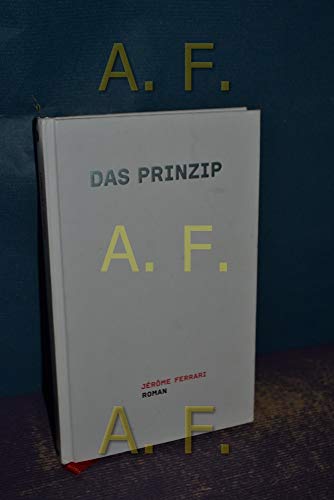 A. F.
DAS PRINZIP
A. F.
JÉRÔME FERRARI
ROMAN
A. F.